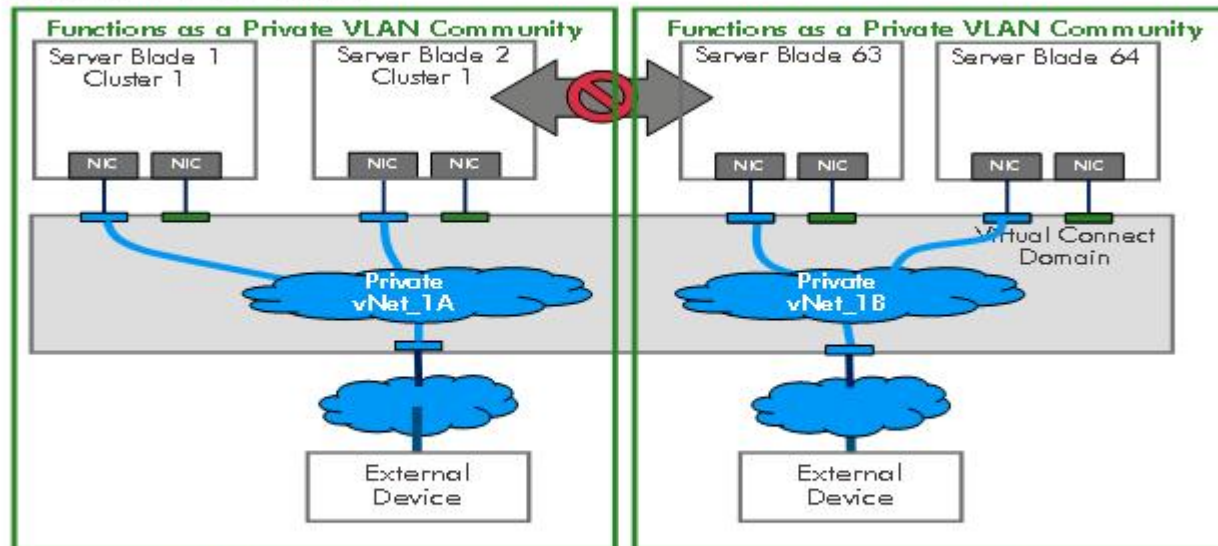 Functions as a Private VLAN Community
Server Blade 1
Cluster 1
NIC
NIC
Server Blade 2
Cluster 1
NIC
NIC
Private
vNet_1A
External
Device
Functions as a Private VLAN Community
Server Blade 63
NIC
NIC
Server Blade 64
NIC
NIC
Virtual Connect
Domain
Private
vNet_1B
External
Device